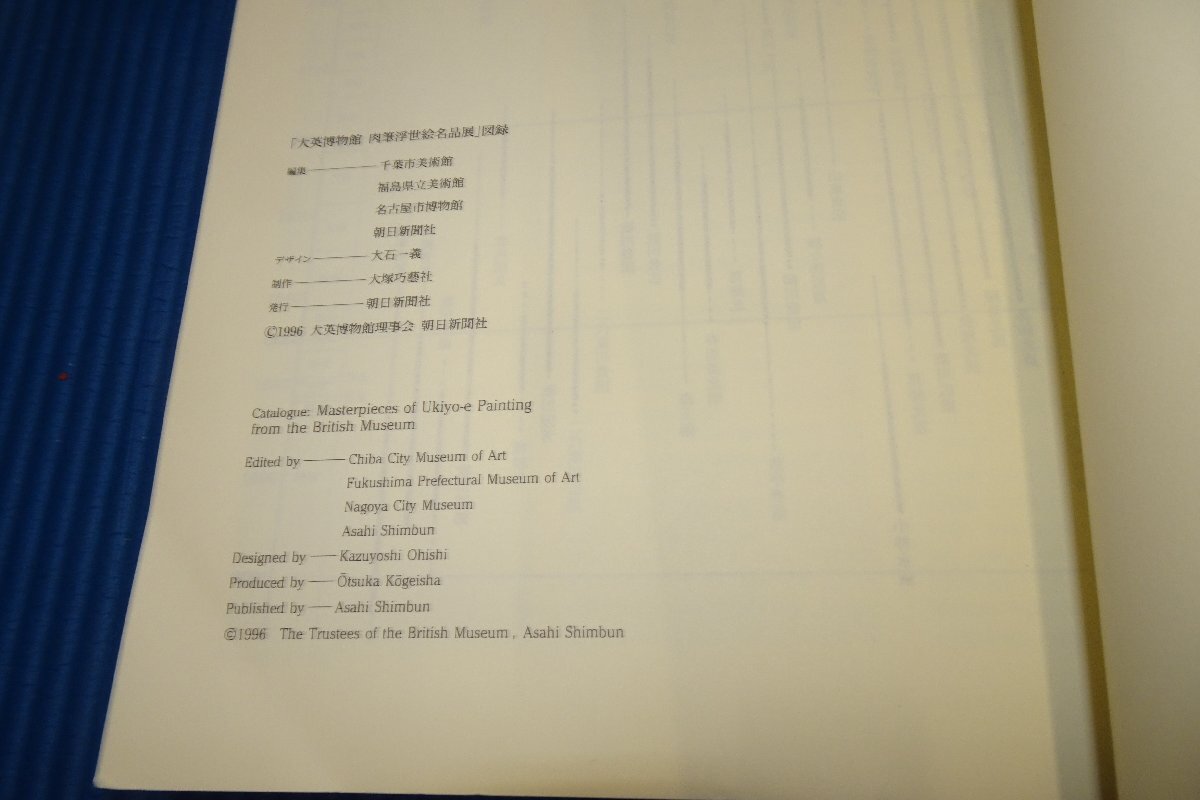 「大英博物館 肉筆浮世絵名品展」図録
編集 ——— 千葉市美術館
福島県立美術館
名古屋市博物館
朝日新聞社
デザイン ——— 大石一義
制作 ——— 大塚巧藝社
発行 ——— 朝日新聞社
©1996 大英博物館理事会 朝日新聞社
Catalogue: Masterpieces of Ukiyo-e Painting
from the British Museum
Edited by ——— Chiba City Museum of Art
Fukushima Prefectural Museum of Art
Nagoya City Museum
Asahi Shimbun
Designed by —— Kazuyoshi Ohishi
Produced by —— Ōtsuka Kōgeisha
Published by —— Asahi Shimbun
©1996 The Trustees of the British Museum, Asahi Shimbun